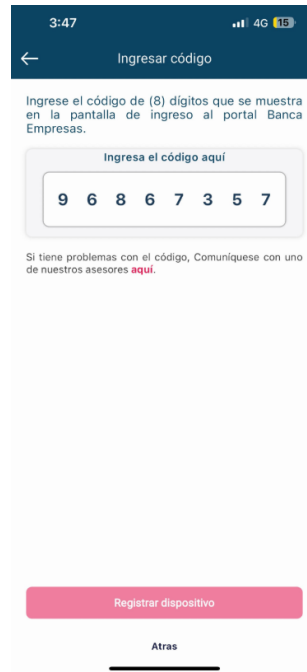 3:47 4G 15
Ingresar código
Ingrese el código de (8) dígitos que se muestra
en la pantalla de ingreso al portal Banca
Empresas.
Ingresa el código aquí
9 6 8 6 7 3 5 7
Si tiene problemas con el código, Comuníquese con uno
de nuestros asesores aquí.
Registrar dispositivo
Atras